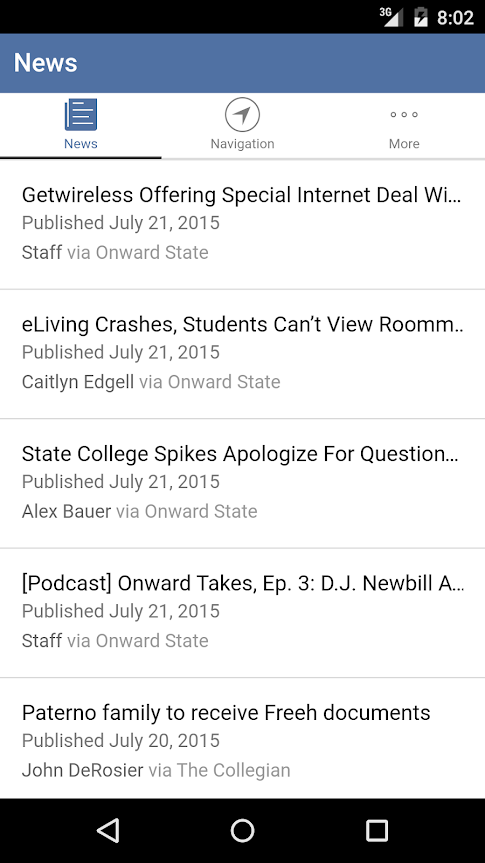 3G 8:02
News
News Navigation More
Getwireless Offering Special Internet Deal Wi...
Published July 21, 2015
Staff via Onward State
eLiving Crashes, Students Can’t View Roomm..
Published July 21, 2015
Caitlyn Edgell via Onward State
State College Spikes Apologize For Question...
Published July 21, 2015
Alex Bauer via Onward State
[Podcast] Onward Takes, Ep. 3: D.J. Newbill A...
Published July 21, 2015
Staff via Onward State
Paterno family to receive Freeh documents
Published July 20, 2015
John DeRosier via The Collegian